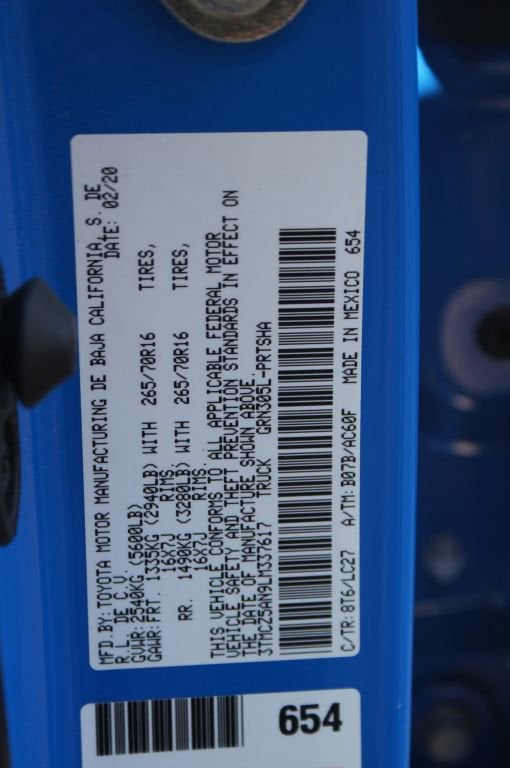 MFD.BY:TOYOTA MOTOR MANUFACTURING DE BAJA CALIFORNIA, S. DE
R.L. DE C.V. DATE: 02/20
GVWR:2540KG (5600LB)
GAWR:FRT. 1335KG (2940LB) WITH 265/70R16 TIRES,
16X7J RIMS
RR. 1490KG (3280LB) WITH 265/70R16 TIRES,
16X7J RIMS.
THIS VEHICLE CONFORMS TO ALL APPLICABLE FEDERAL MOTOR
VEHICLE SAFETY AND THEFT PREVENTION STANDARDS IN EFFECT ON
THE DATE OF MANUFACTURE SHOWN ABOVE.
3TMCZ5AN9LM337617 TRUCK GRN305L-PRTSHA
C/TR: 8T6/LC27 A/TM: B07B/AC60F MADE IN MEXICO 654
654